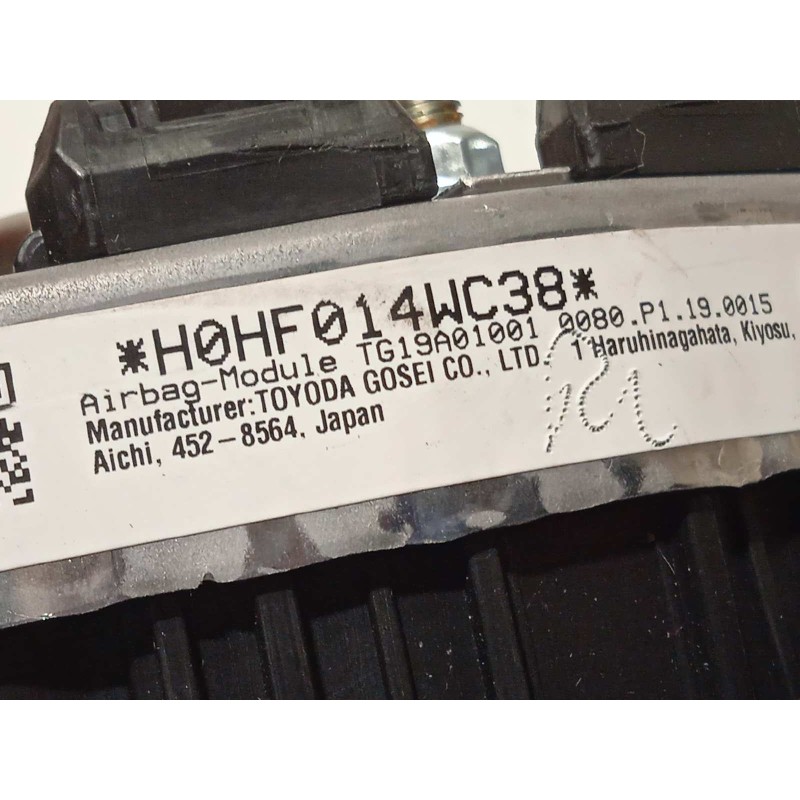 *H0HF014WC38*
Airbag-Module TG19A01001 0080.P1.19.0015
Manufacturer: TOYODA GOSEI CO., LTD. 1 Haruhinagahata, Kiyosu,
Aichi, 452-8564, Japan